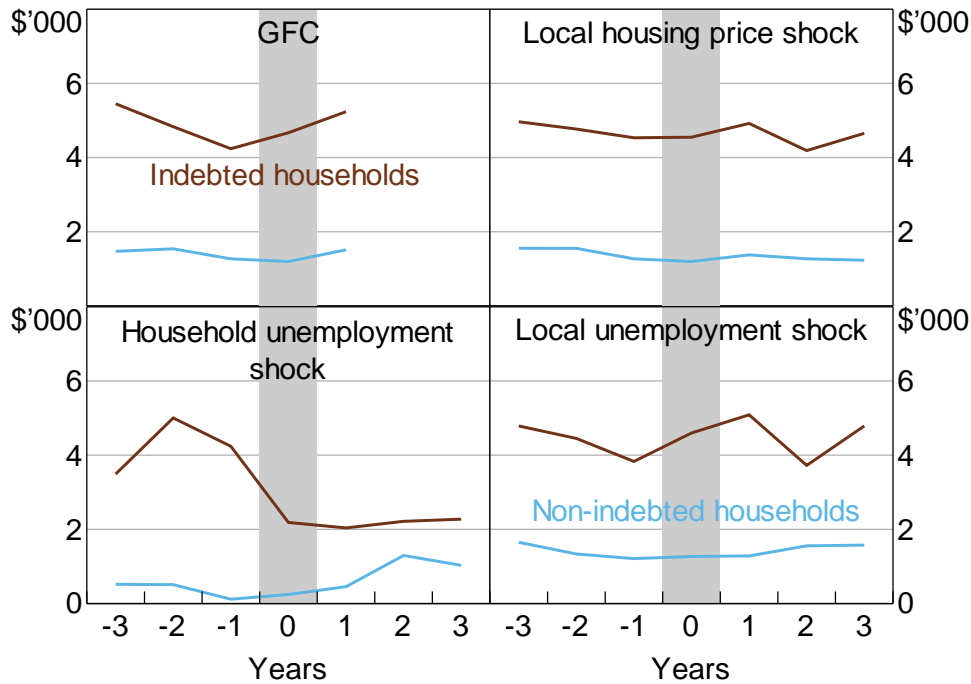 $’000
$’000
GFC
Local housing price shock
6
6
4
4
Indebted households
2
2
$’000
$’000
Household unemployment
shock
Local unemployment shock
6
6
4
4
Non-indebted households
2
2
0
0
-3 -2 -1 0 1 2 3
-3 -2 -1 0 1 2 3
Years
Years